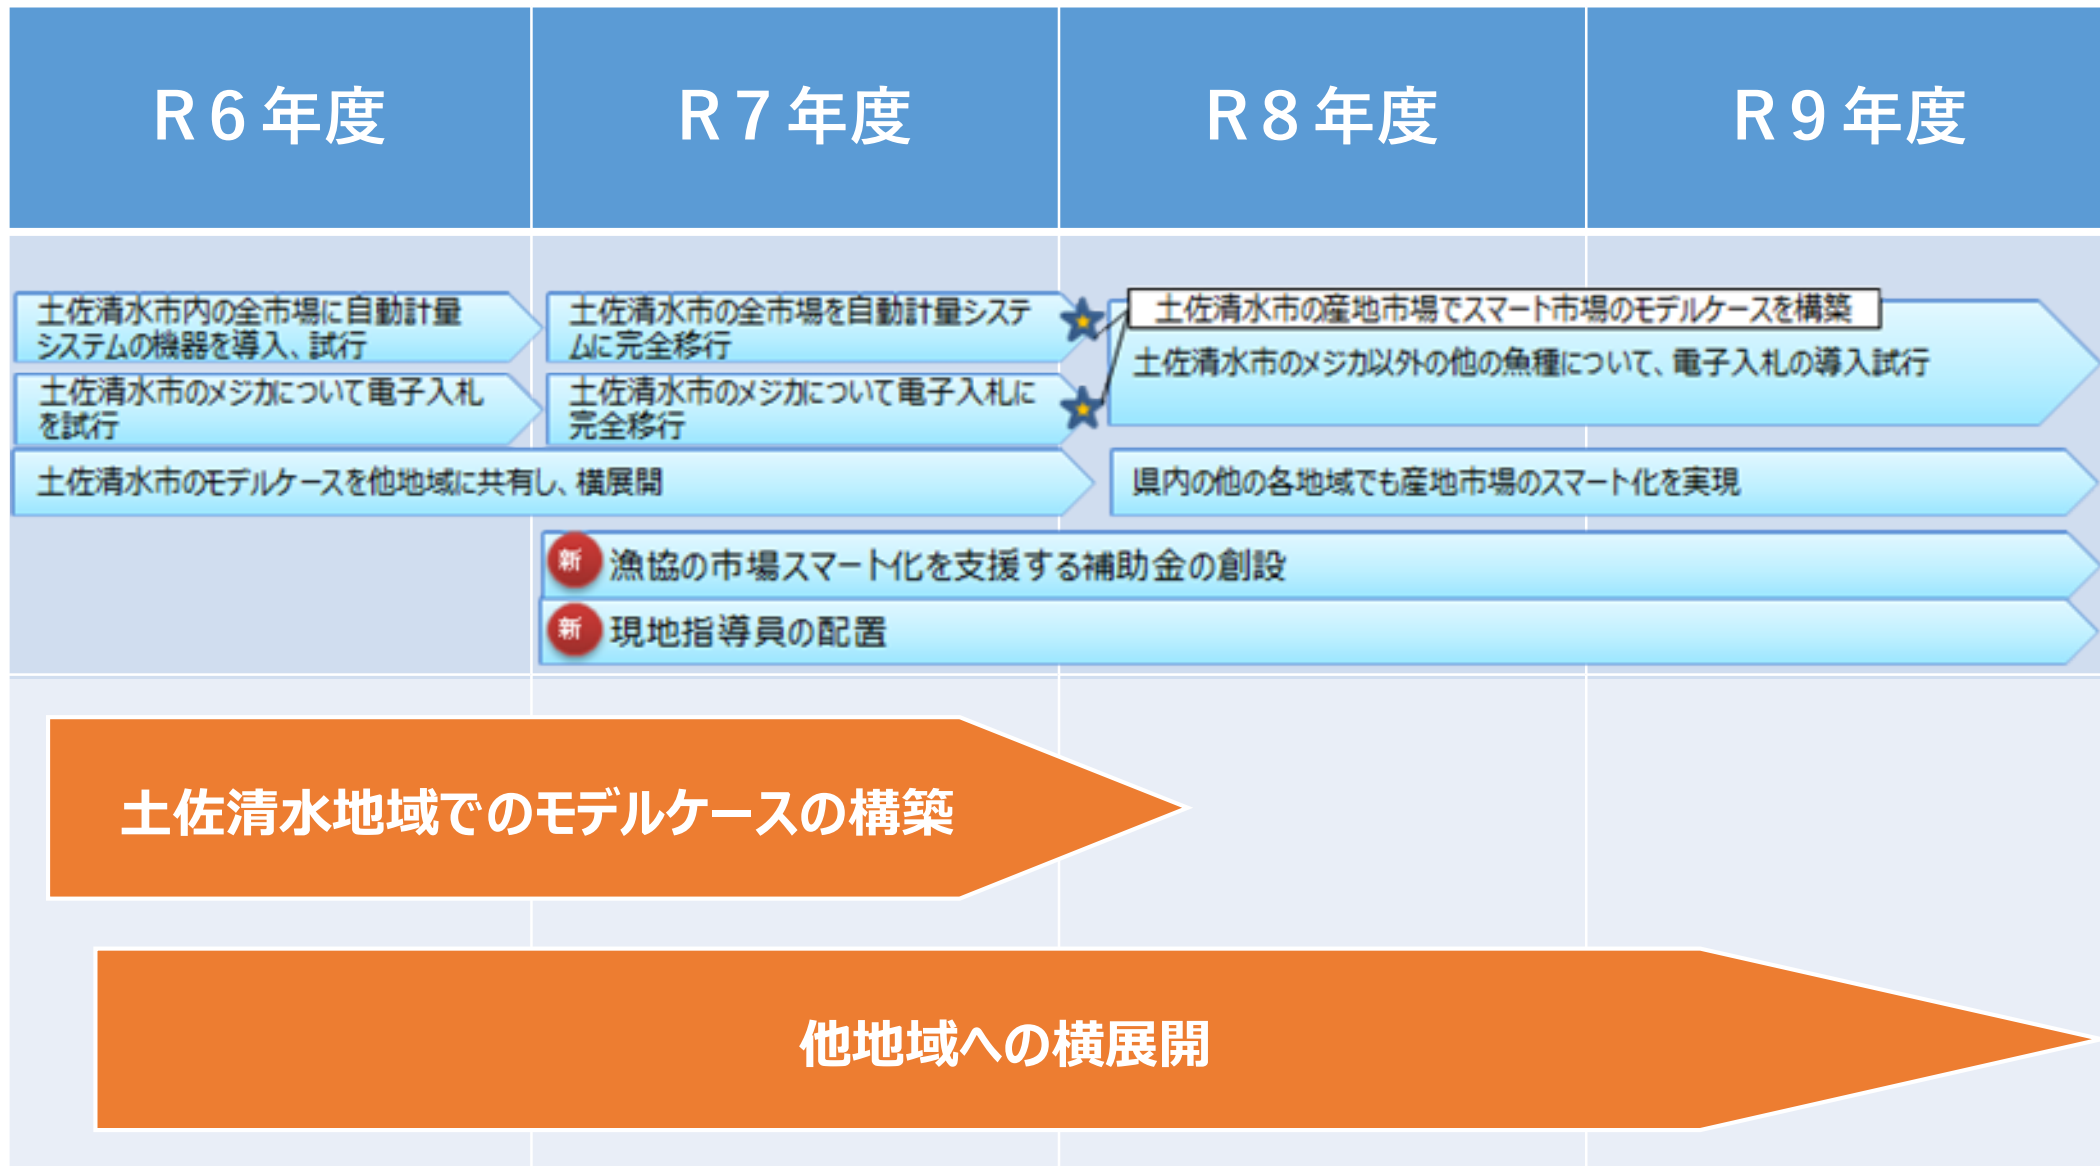 R6年度
R7年度
R8年度
R9年度
土佐清水市内の全市場に自動計量
システムの機器を導入、試行
土佐清水市の全市場を自動計量システ
ムに完全移行
土佐清水市の産地市場でスマート市場のモデルケースを構築
土佐清水市のメジカ以外の他の魚種について、電子入札の導入試行
土佐清水市のメジカについて電子入札
を試行
土佐清水市のメジカについて電子入札に
完全移行
土佐清水市のモデルケースを他地域に共有し、横展開
県内の他の各地域でも産地市場のスマート化を実現
新 漁協の市場スマート化を支援する補助金の創設
新 現地指導員の配置
土佐清水地域でのモデルケースの構築
他地域への横展開